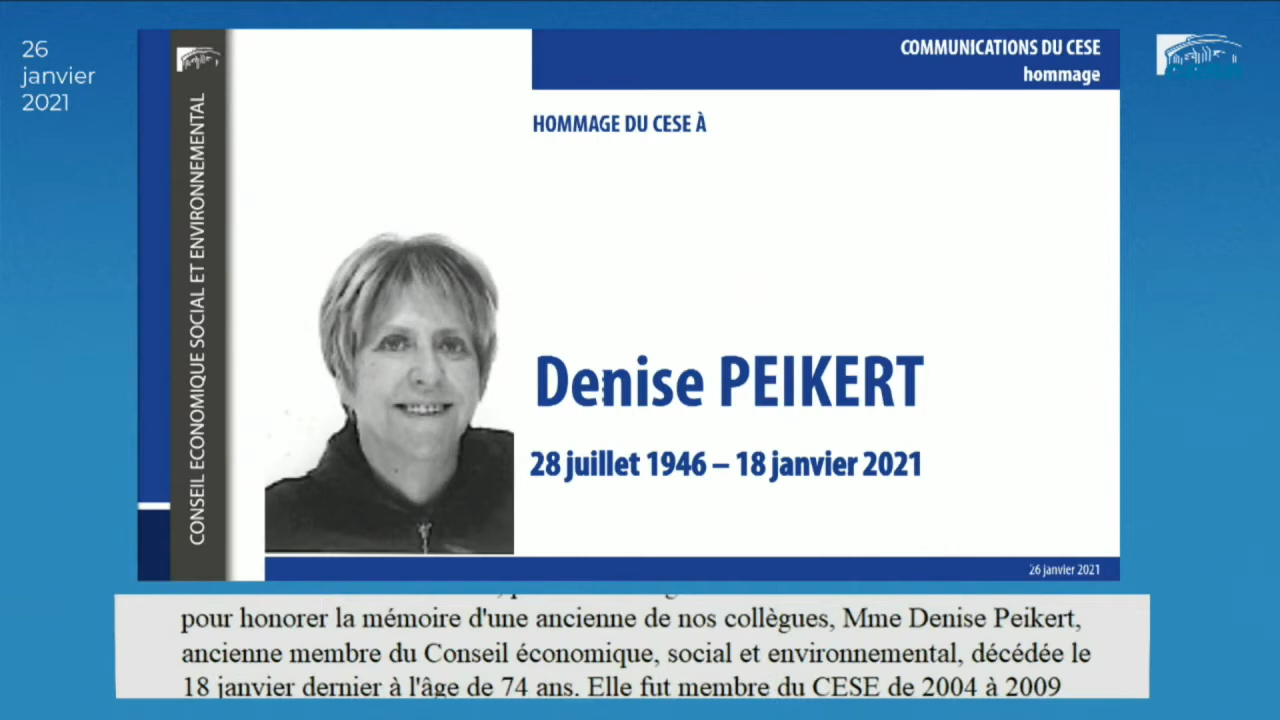 26
janvier
2021
COMMUNICATIONS DU CESE
hommage
HOMMAGE DU CESE À
CONSEIL ECONOMIQUE SOCIAL ET ENVIRONNEMENTAL
Denise PEIKERT
28 juillet 1946 – 18 janvier 2021
26 janvier 2021
pour honorer la mémoire d'une ancienne de nos collègues, Mme Denise Peikert,
ancienne membre du Conseil économique, social et environnemental, décédée le
18 janvier dernier à l'âge de 74 ans. Elle fut membre du CESE de 2004 à 2009